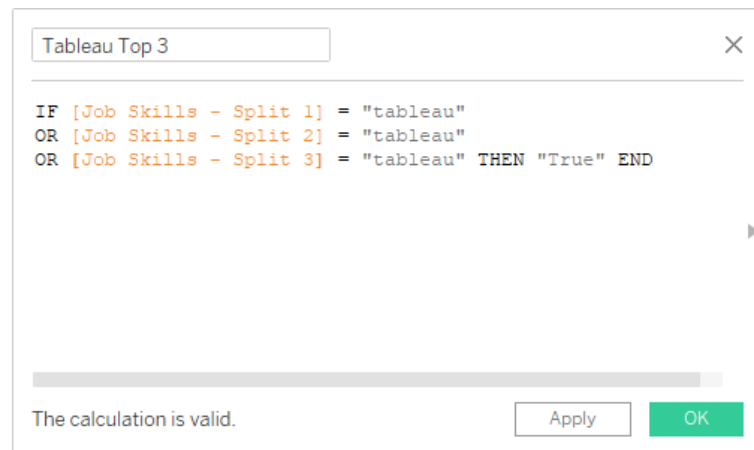 Tableau Top 3
IF [Job Skills - Split 1] = "tableau"
OR [Job Skills - Split 2] = "tableau"
OR [Job Skills - Split 3] = "tableau" THEN "True" END
The calculation is valid.
Apply
OK